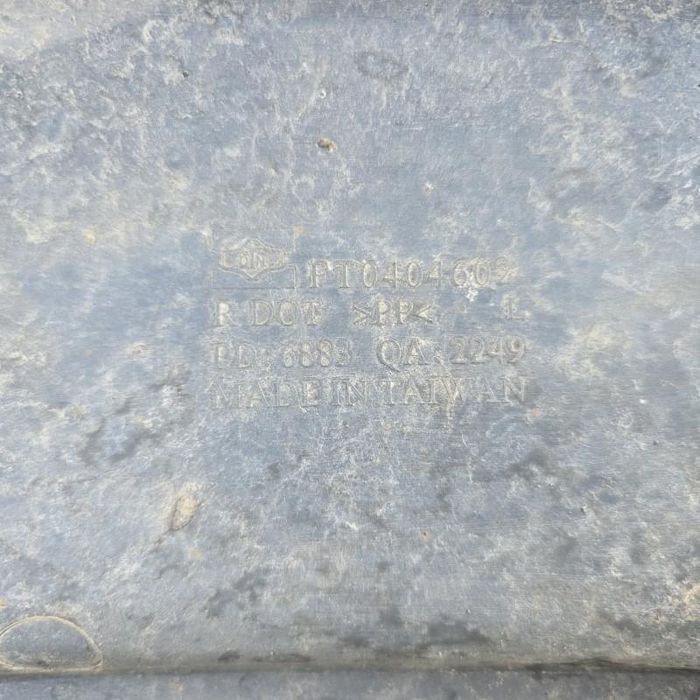 PT0404609
R DOT >PP< L
DD:6883 QA:2249
MADE IN TAIWAN